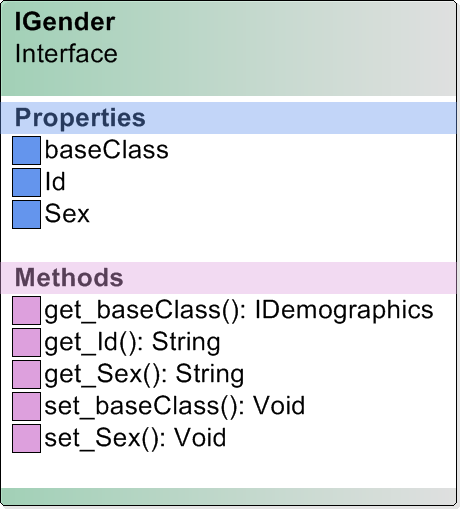 IGender
Interface
Properties
baseClass
Id
Sex
Methods
get_baseClass(): IDemographics
get_Id(): String
get_Sex(): String
set_baseClass(): Void
set_Sex(): Void